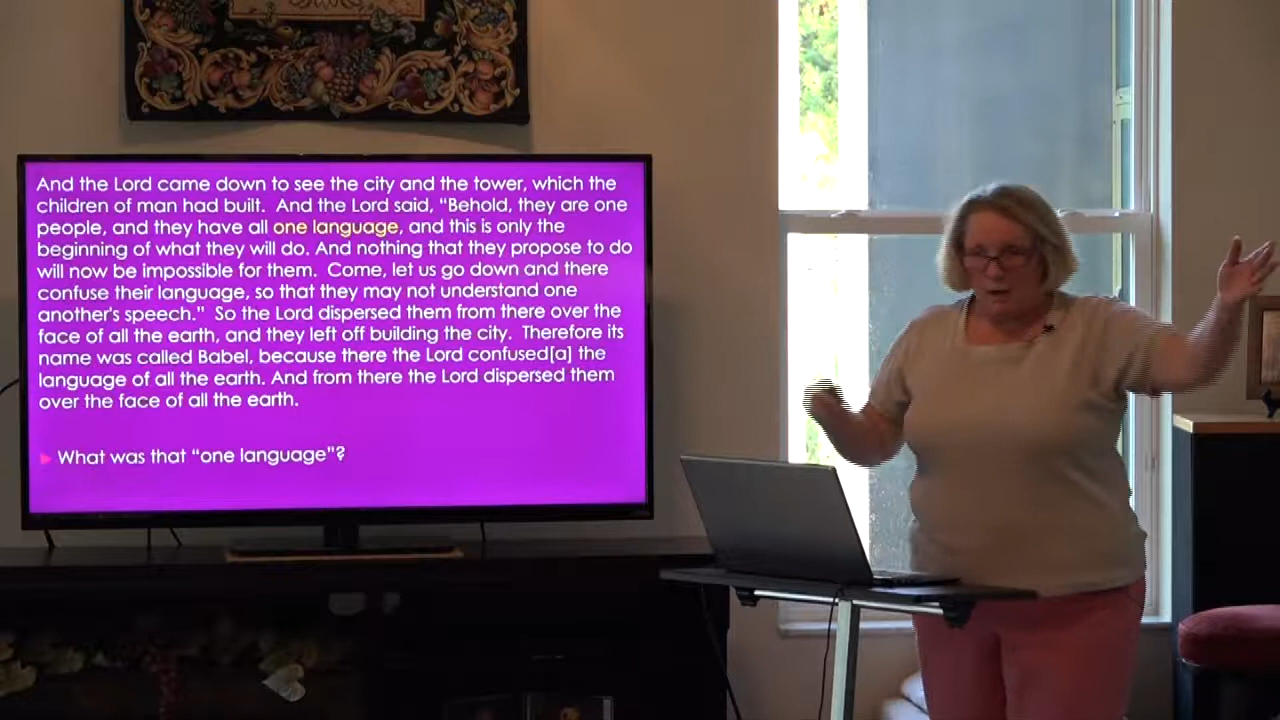 And the Lord came down to see the city and the tower, which the
children of man had built. And the Lord said, “Behold, they are one
people, and they have all one language, and this is only the
beginning of what they will do. And nothing that they propose to do
will now be impossible for them. Come, let us go down and there
confuse their language, so that they may not understand one
another's speech.” So the Lord dispersed them from there over the
face of all the earth, and they left off building the city. Therefore its
name was called Babel, because there the Lord confused[a] the
language of all the earth. And from there the Lord dispersed them
over the face of all the earth.
What was that “one language”?